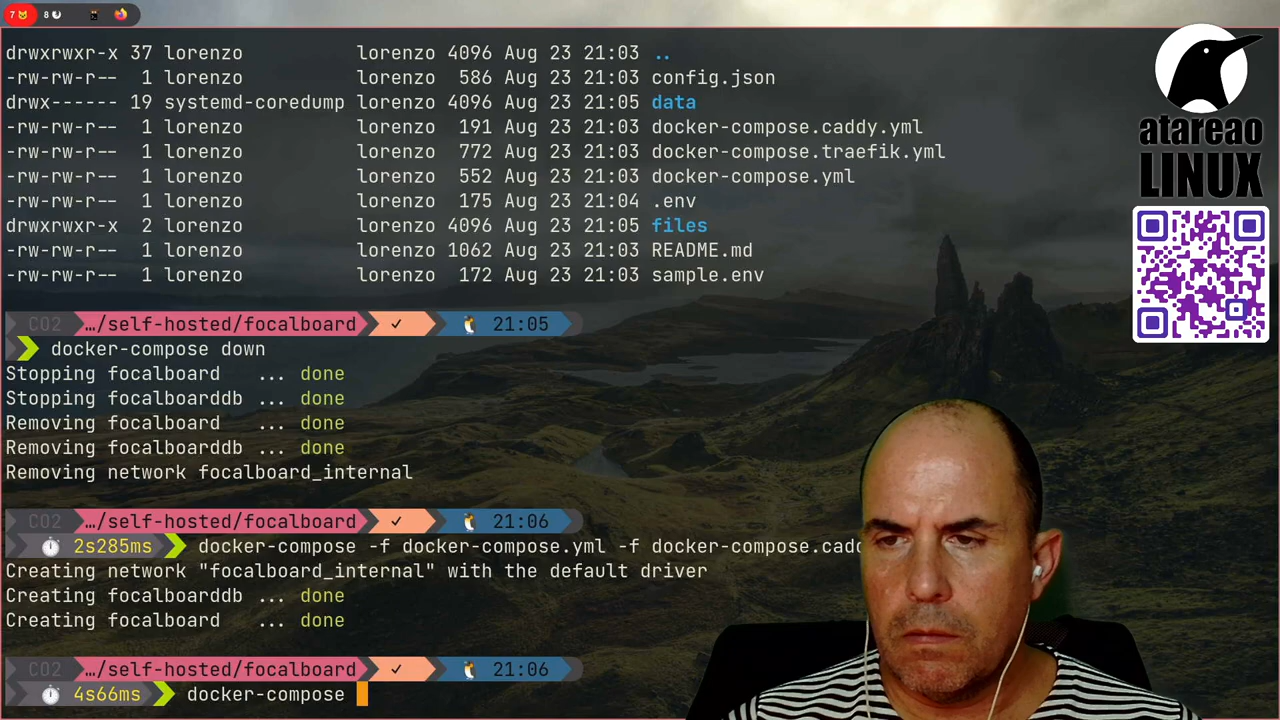 7 8
drwxrwxr-x 37 lorenzo lorenzo 4096 Aug 23 21:03 ..
-rw-rw-r-- 1 lorenzo lorenzo 586 Aug 23 21:03 config.json
drwx------ 19 systemd-coredump lorenzo 4096 Aug 23 21:05 data
-rw-rw-r-- 1 lorenzo lorenzo 191 Aug 23 21:03 docker-compose.caddy.yml
-rw-rw-r-- 1 lorenzo lorenzo 772 Aug 23 21:03 docker-compose.traefik.yml
-rw-rw-r-- 1 lorenzo lorenzo 552 Aug 23 21:03 docker-compose.yml
-rw-rw-r-- 1 lorenzo lorenzo 175 Aug 23 21:04 .env
drwxrwxr-x 2 lorenzo lorenzo 4096 Aug 23 21:05 files
-rw-rw-r-- 1 lorenzo lorenzo 1062 Aug 23 21:03 README.md
-rw-rw-r-- 1 lorenzo lorenzo 172 Aug 23 21:03 sample.env
CO2 …/self-hosted/focalboard ✓ 21:05
docker-compose down
Stopping focalboard ... done
Stopping focalboarddb ... done
Removing focalboard ... done
Removing focalboarddb ... done
Removing network focalboard_internal
CO2 …/self-hosted/focalboard ✓ 21:06
2s285ms docker-compose -f docker-compose.yml -f docker-compose.cadd
Creating network "focalboard_internal" with the default driver
Creating focalboarddb ... done
Creating focalboard ... done
CO2 …/self-hosted/focalboard ✓ 21:06
4s66ms docker-compose
atareao
LINUX